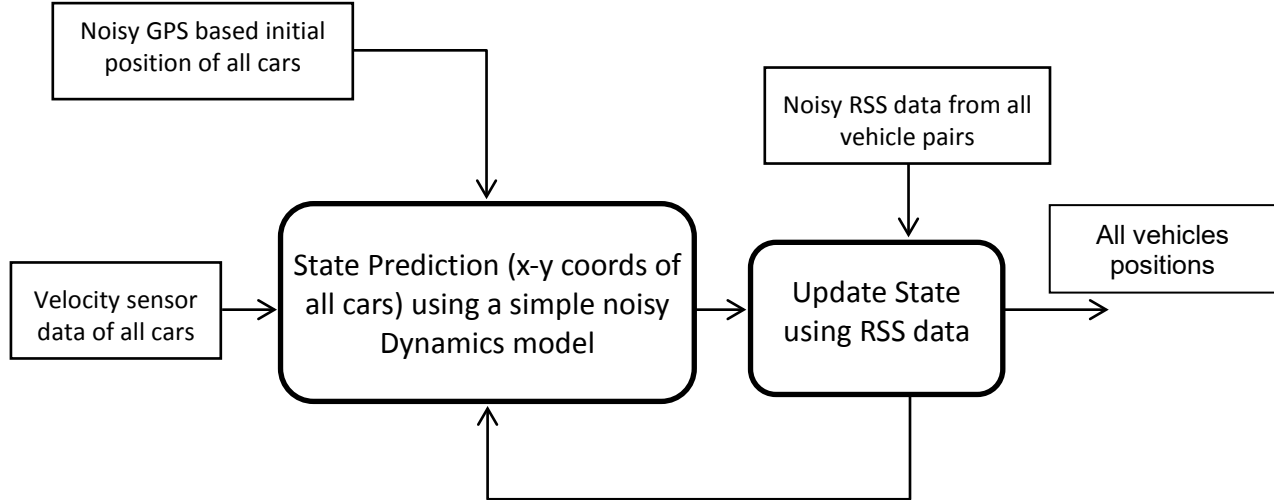 Noisy GPS based initial
position of all cars
Noisy RSS data from all
vehicle pairs
Velocity sensor
data of all cars
State Prediction (x-y coords of
all cars) using a simple noisy
Dynamics model
Update State
using RSS data
All vehicles
positions